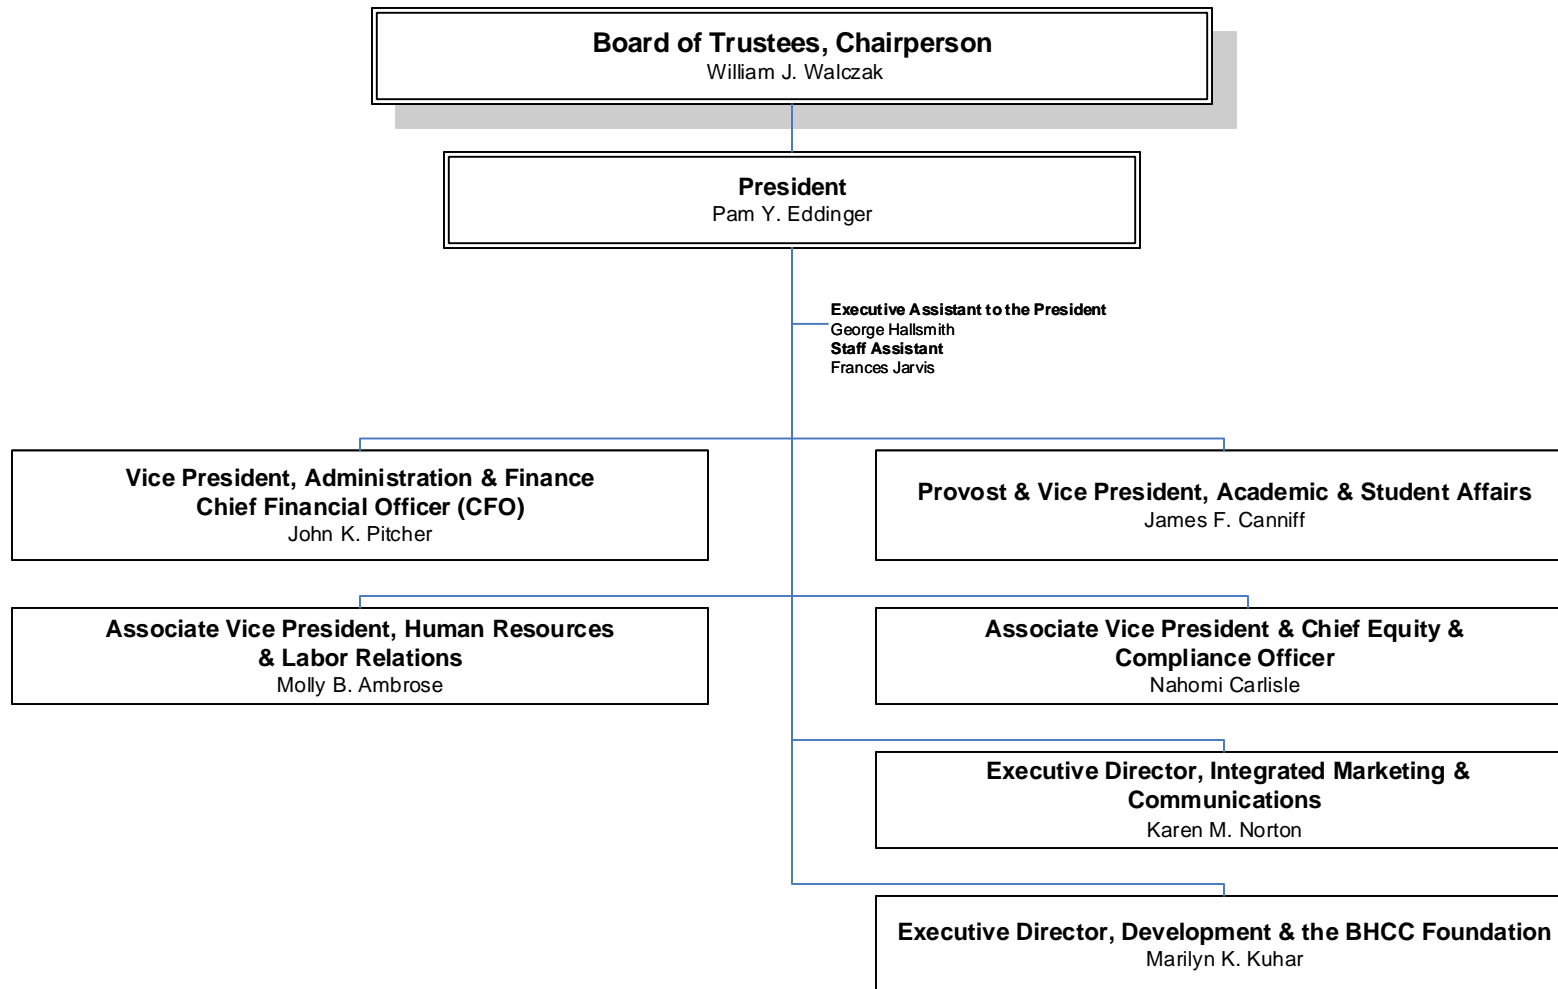 Board of Trustees, Chairperson
William J. Walczak
President
Pam Y. Eddinger
Executive Assistant to the President
George Hallsmith
Staff Assistant
Frances Jarvis
Vice President, Administration & Finance
Chief Financial Officer (CFO)
John K. Pitcher
Provost & Vice President, Academic & Student Affairs
James F. Canniff
Associate Vice President, Human Resources
& Labor Relations
Molly B. Ambrose
Associate Vice President & Chief Equity &
Compliance Officer
Nahomi Carlisle
Executive Director, Integrated Marketing &
Communications
Karen M. Norton
Executive Director, Development & the BHCC Foundation
Marilyn K. Kuhar